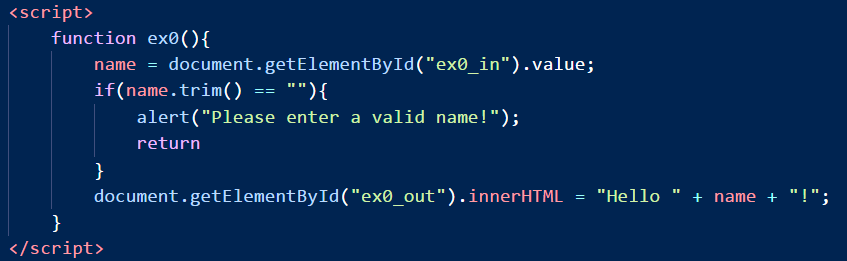 <script>
function ex0(){
name = document.getElementById("ex0_in").value;
if(name.trim() == ""){
alert("Please enter a valid name!");
return
}
document.getElementById("ex0_out").innerHTML = "Hello " + name + "!";
}
</script>